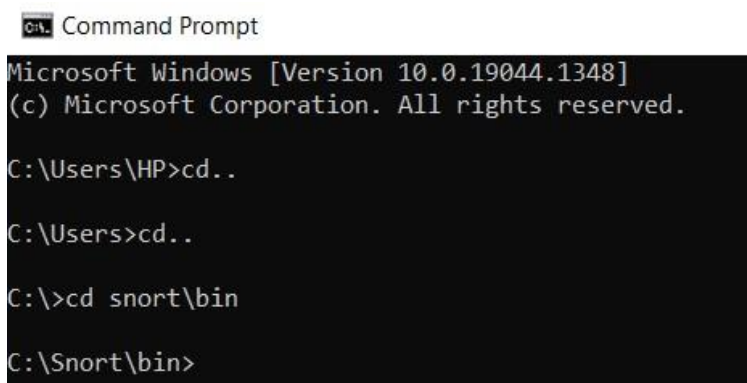 Command Prompt
Microsoft Windows [Version 10.0.19044.1348]
(c) Microsoft Corporation. All rights reserved.
C:\Users\HP>cd..
C:\Users>cd..
C:\>cd snort\bin
C:\Snort\bin>